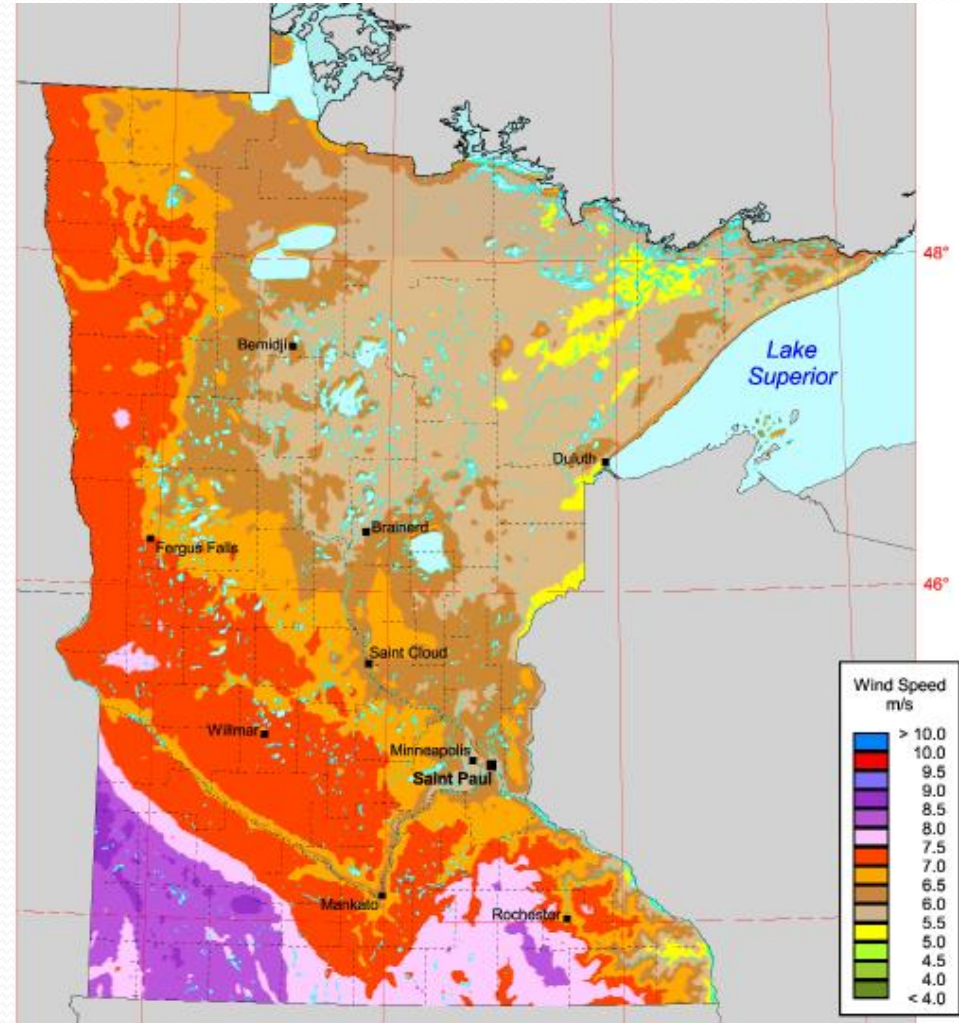 48°
Bemidji
Lake
Superior
Duluth
Brainerd
Fergus Falls
46°
Saint Cloud
Willmar
Minneapolis
Saint Paul
Mankato
Rochester
Wind Speed
m/s
> 10.0
10.0
9.5
9.0
8.5
8.0
7.5
7.0
6.5
6.0
5.5
5.0
4.5
4.0
< 4.0